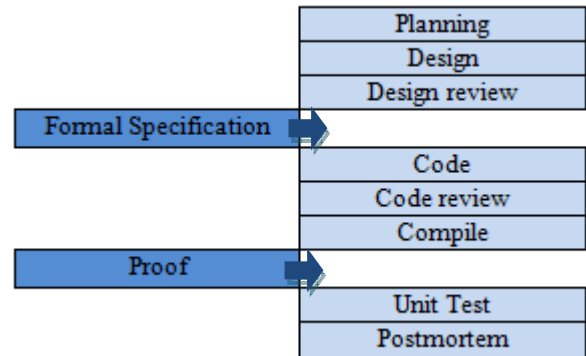 Planning
Design
Design review
Formal Specification
Code
Code review
Compile
Proof
Unit Test
Postmortem